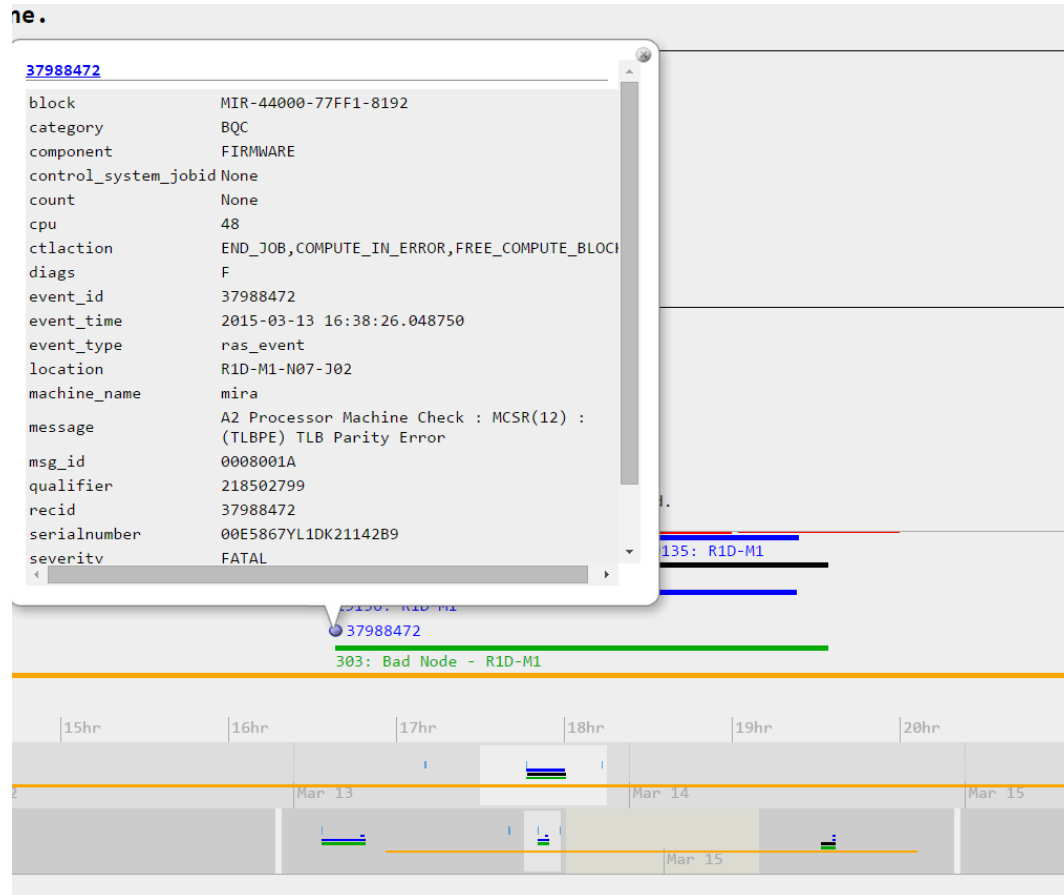 ne.
37988472
block MIR-44000-77FF1-8192
category BQC
component FIRMWARE
control_system_jobid None
count None
cpu 48
ctlaction END_JOB,COMPUTE_IN_ERROR,FREE_COMPUTE_BLOCK
diags F
event_id 37988472
event_time 2015-03-13 16:38:26.048750
event_type ras_event
location R1D-M1-N07-J02
machine_name mira
message A2 Processor Machine Check : MCSR(12) :
(TLBPE) TLB Parity Error
msg_id 0008001A
qualifier 218502799
recid 37988472
serialnumber 00E5867YL1DK21142B9
severity FATAL
d.
135: R1D-M1
R1D-M1
37988472
303: Bad Node - R1D-M1
15hr 16hr 17hr 18hr 19hr 20hr
2 Mar 13 Mar 14 Mar 15
Mar 15